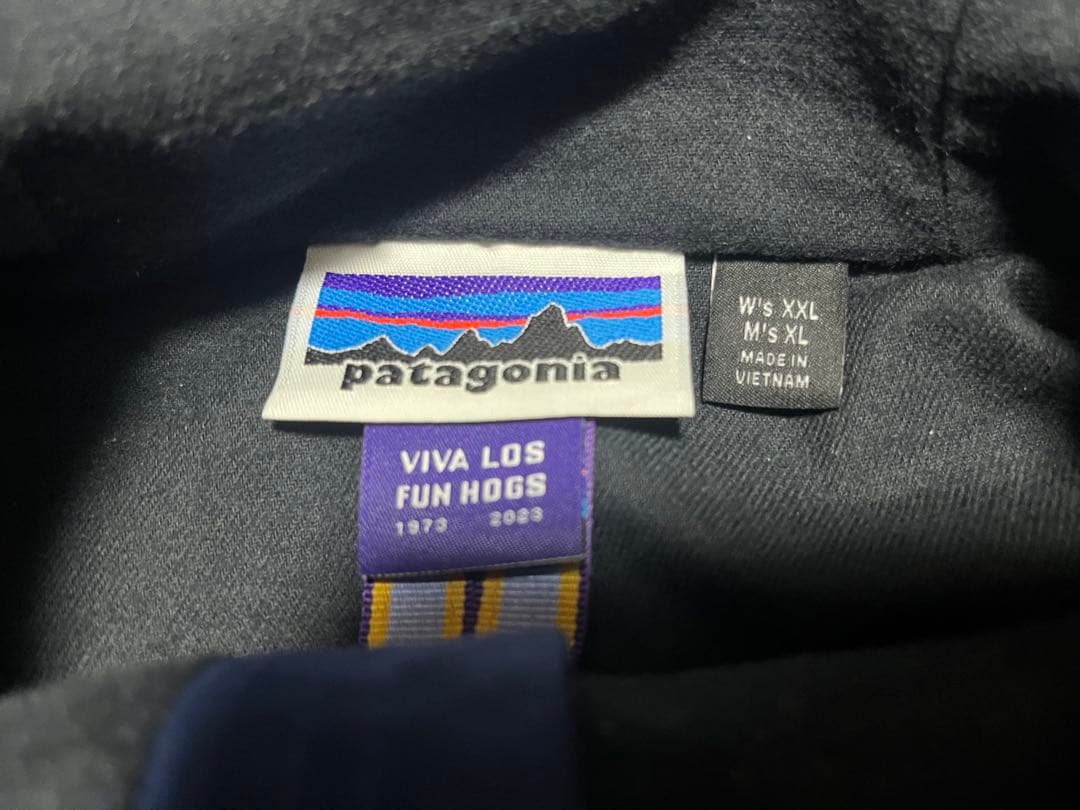 patagonia
VIVA LOS
FUN HOGS
1973 2023
W's XXL
M's XL
MADE IN
VIETNAM